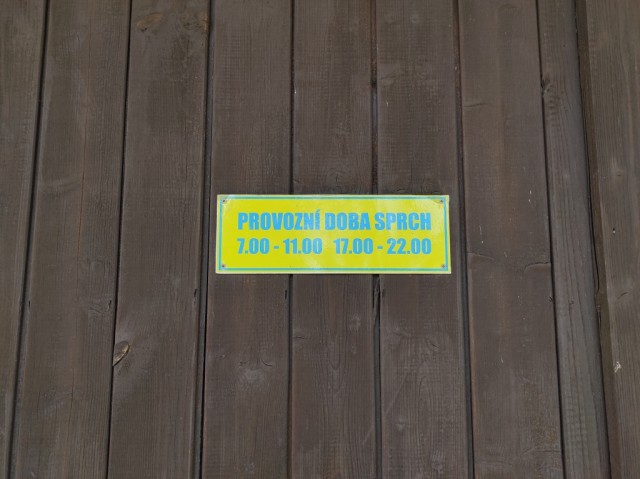 PROVOZNÍ DOBA SPRCH
7.00 - 11.00 17.00 - 22.00